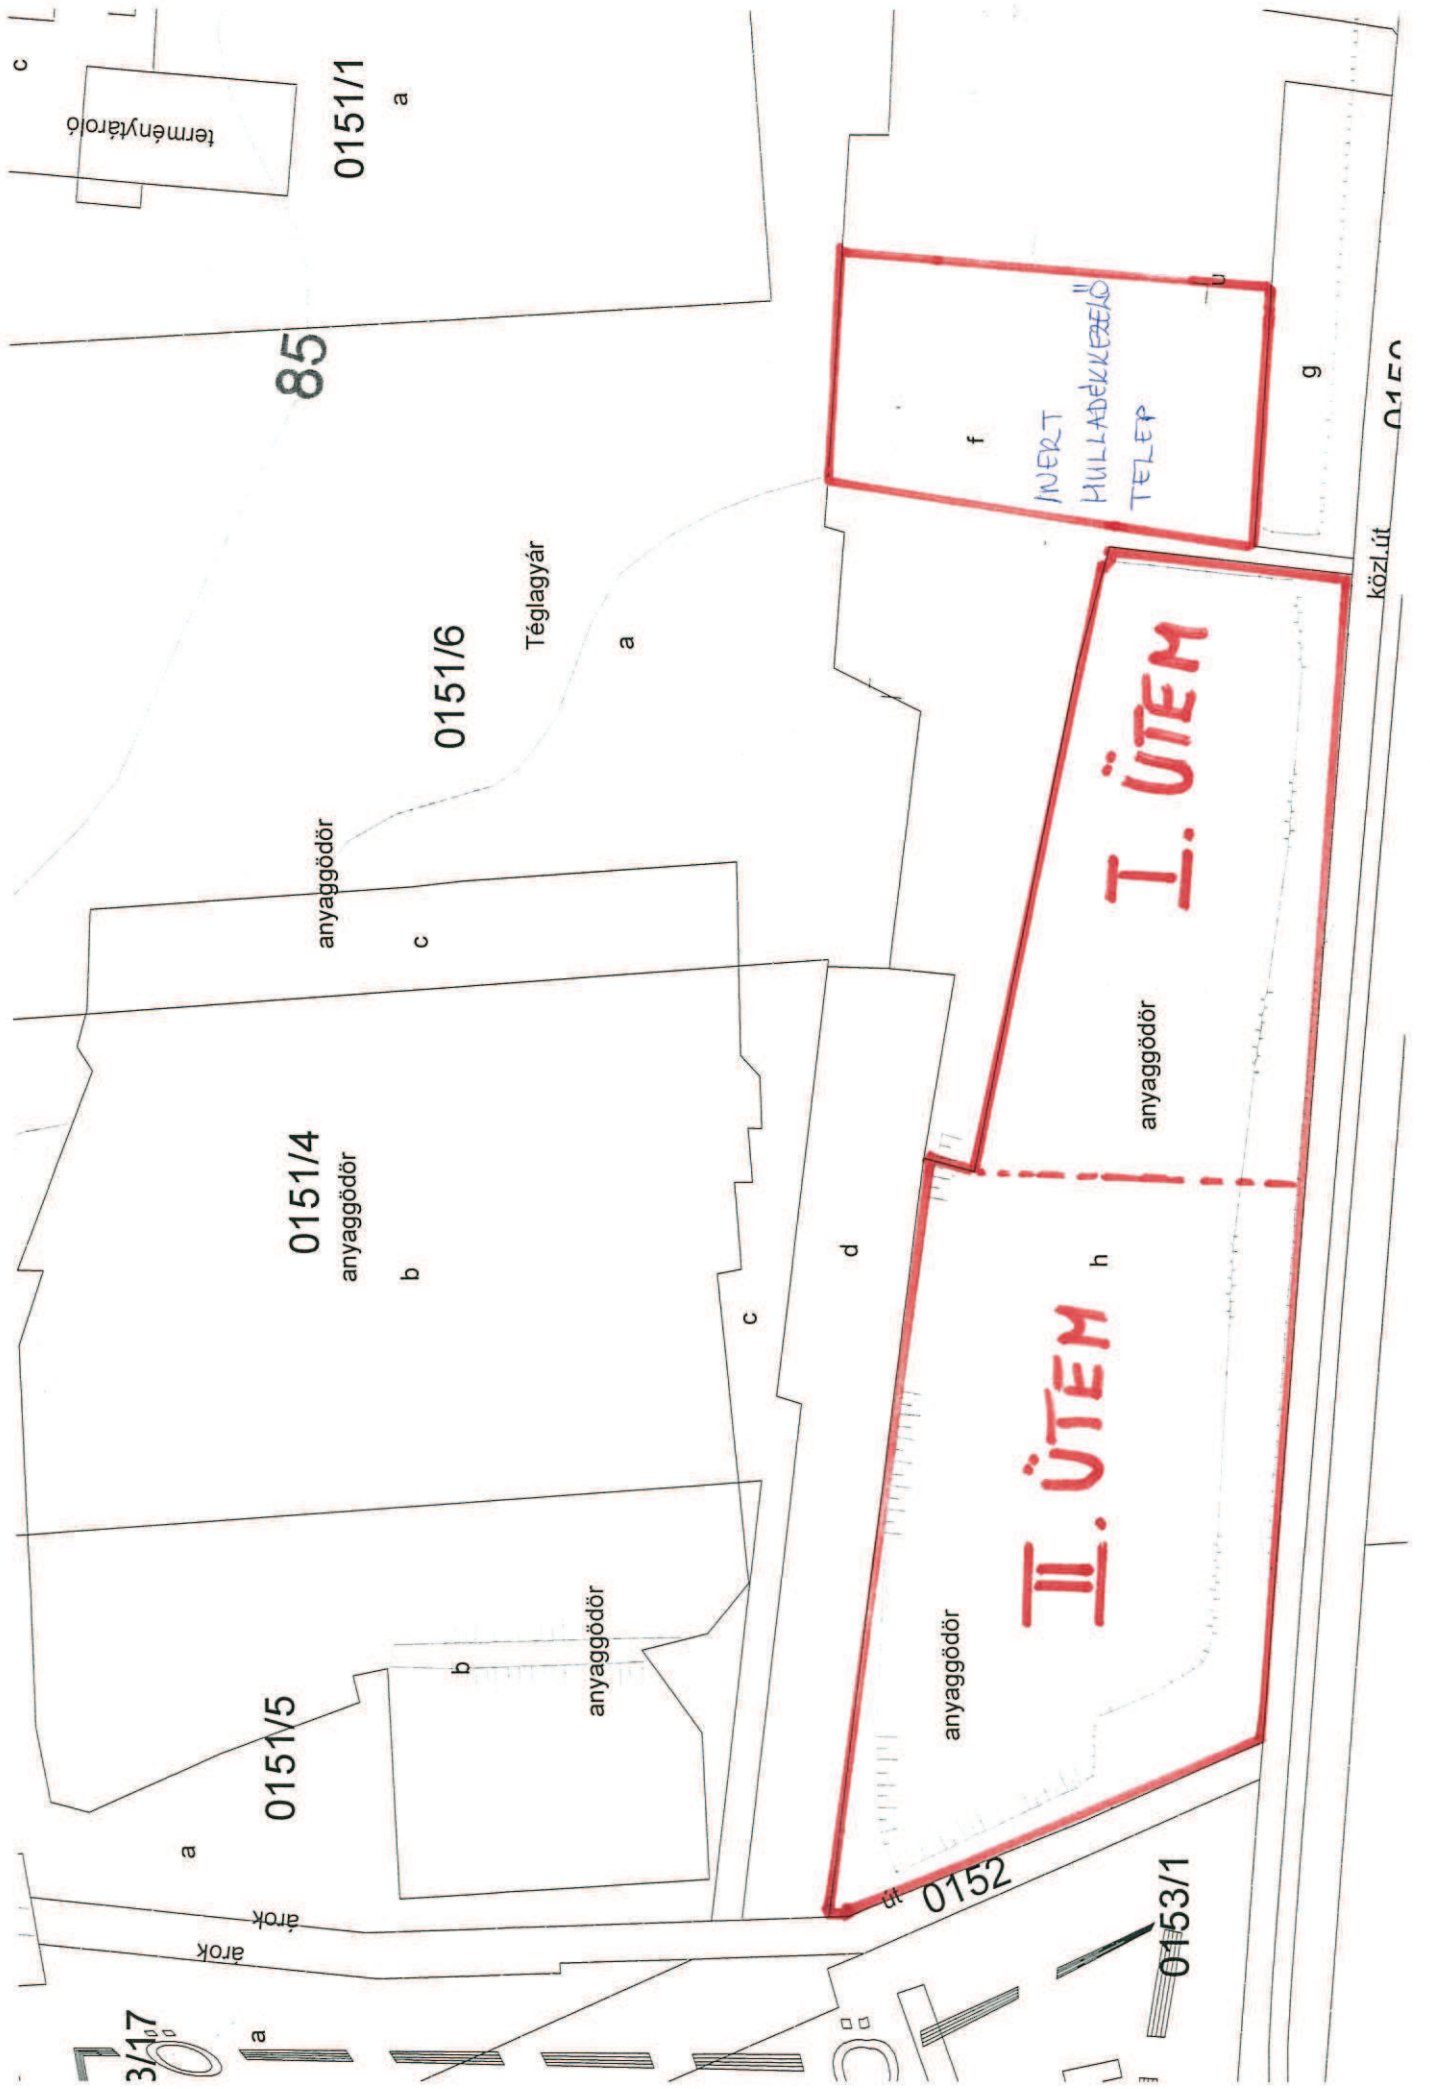 c
terménytároló
0151/1
a
85
0151/6
Téglagyár
a
f
INERT
HULLADÉKKEZELŐ
TELEP
u
g
közl.út
anyaggödör
c
I. ÜTEM
anyaggödör
0151/4
anyaggödör
b
c
d
h
II. ÜTEM
anyaggödör
0151/5
a
b
anyaggödör
árok
árok
út
0152
0153/1
3/17
a